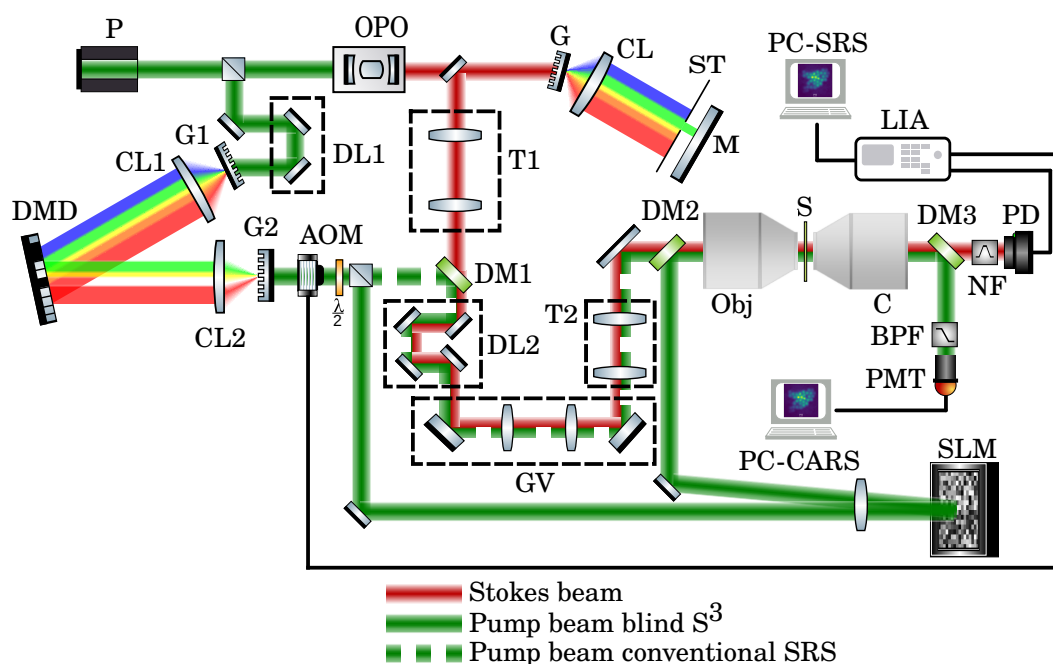 P
OPO
G
CL
ST
M
PC-SRS
LIA
G1
DL1
CL1
T1
DMD
G2
AOM
λ/2
CL2
DM1
DL2
DM2
S
DM3
PD
Obj
C
NF
T2
BPF
PMT
GV
PC-CARS
SLM
Stokes beam
Pump beam blind S³
Pump beam conventional SRS